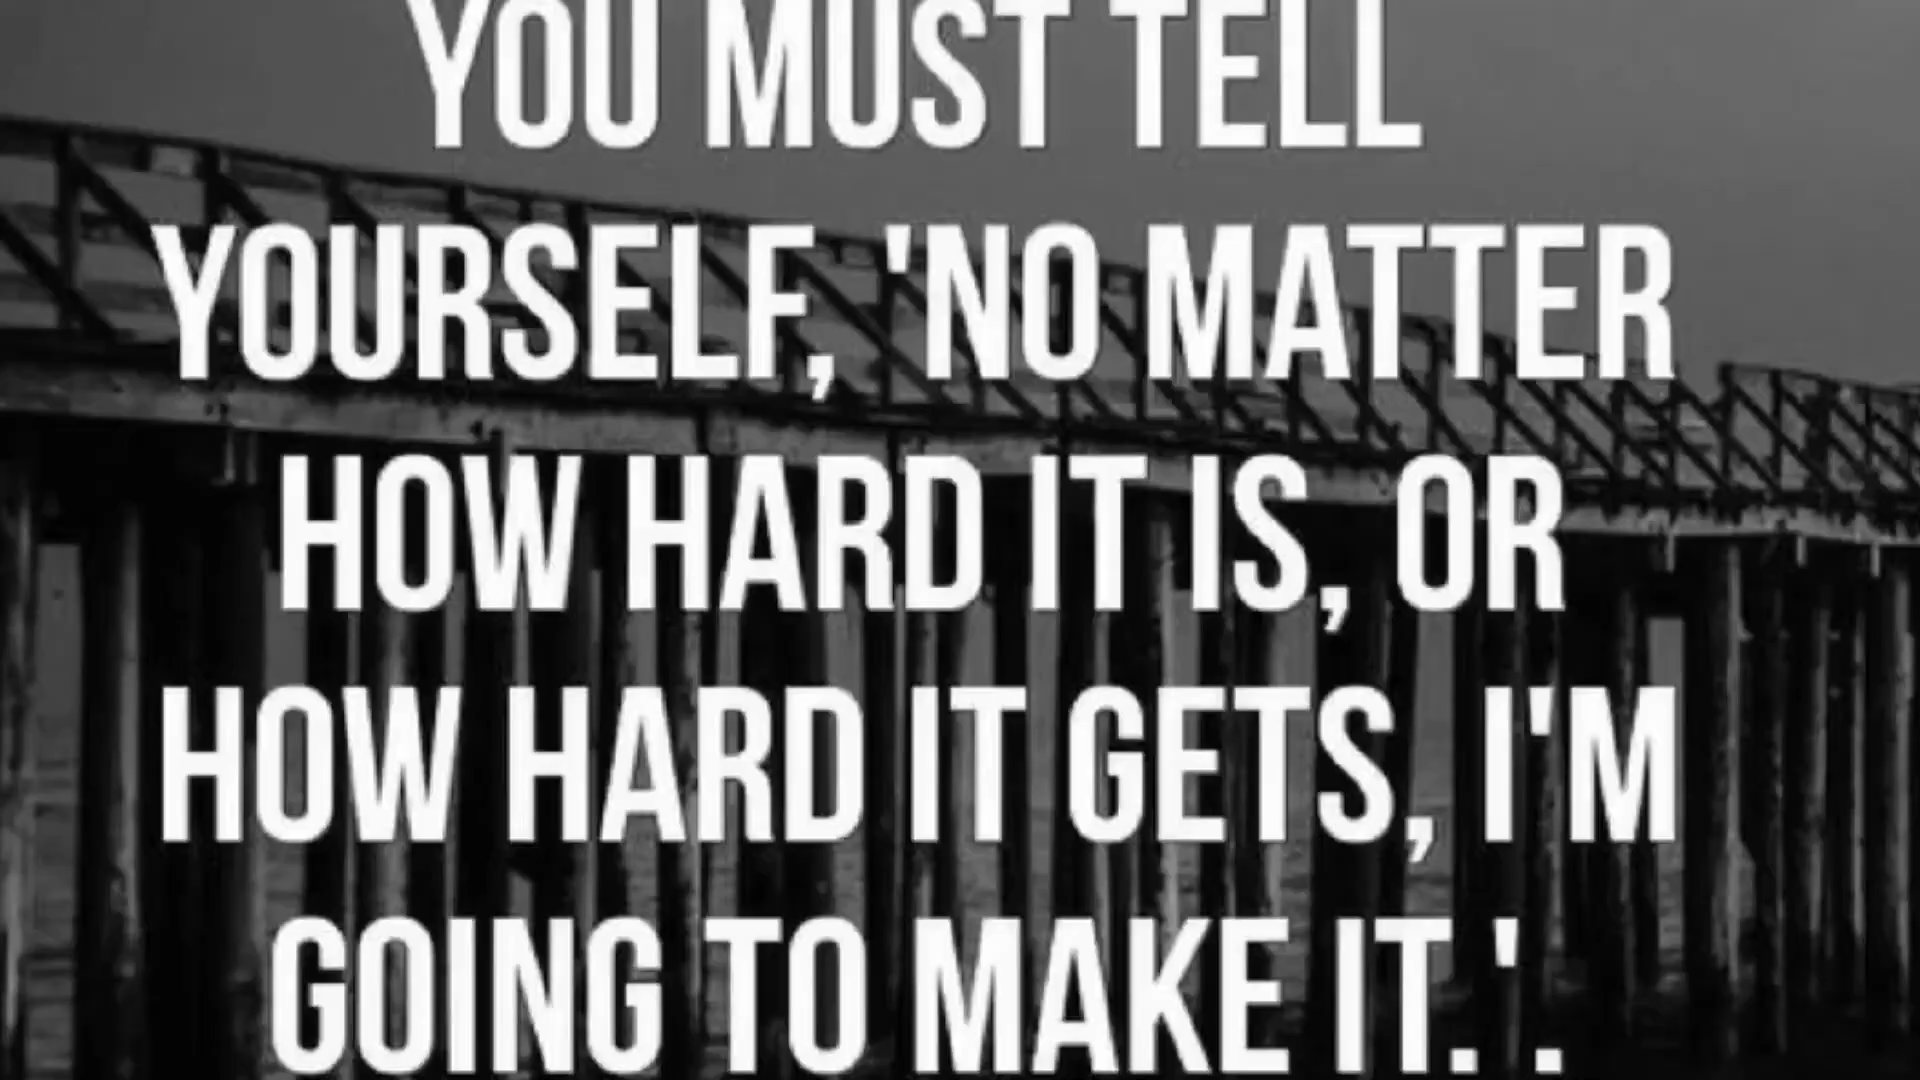 YOU MUST TELL
YOURSELF, 'NO MATTER
HOW HARD IT IS, OR
HOW HARD IT GETS, I'M
GOING TO MAKE IT.'.